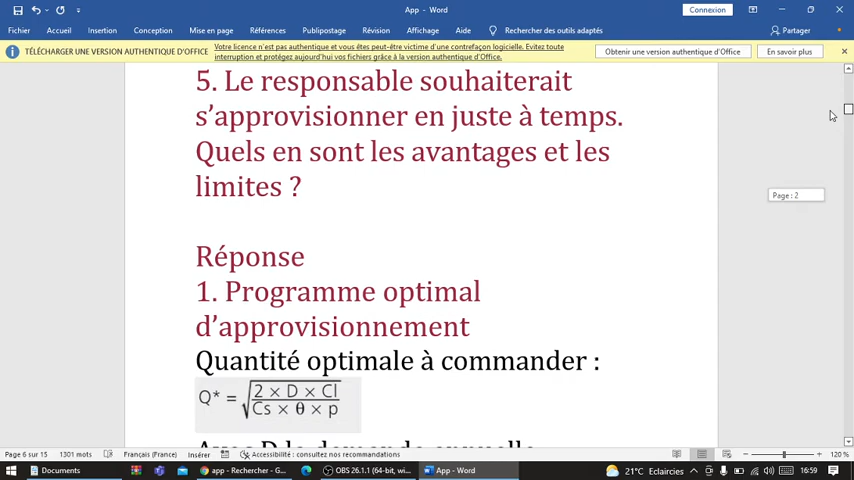 App - Word
Connexion
Fichier Accueil Insertion Conception Mise en page Références Publipostage Révision Affichage Aide Rechercher des outils adaptés Partager
TÉLÉCHARGER UNE VERSION AUTHENTIQUE D'OFFICE
Votre licence n'est pas authentique et vous êtes peut-être victime d'une contrefaçon logicielle. Evitez toute
interruption et protégez aujourd'hui vos fichiers grâce à la version authentique d'Office.
Obtenir une version authentique d'Office
En savoir plus
5. Le responsable souhaiterait
s'approvisionner en juste à temps.
Quels en sont les avantages et les
limites ?
Page : 2
Réponse
1. Programme optimal
d'approvisionnement
Quantité optimale à commander :
Q* = √(2 × D × Cl
Cs × θ × p)
Avec D la demande annuelle
Page 6 sur 15 1301 mots Français (France) Insérer Accessibilité : consultez nos recommandations 120 %
Documents
app - Rechercher - G...
OBS 26.1.1 (64-bit, wi...
App - Word
21°C Eclaircies
16:59